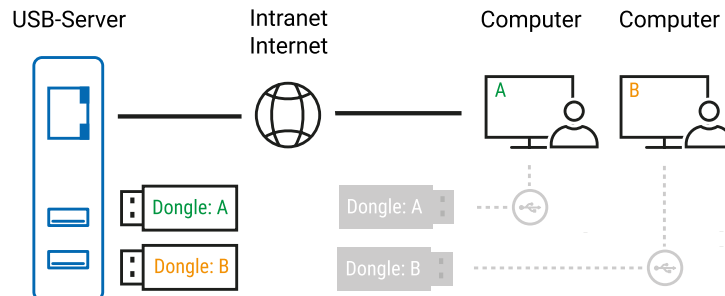 USB-Server
Intranet
Internet
Computer
Computer
A
B
Dongle: A
Dongle: A
Dongle: B
Dongle: B